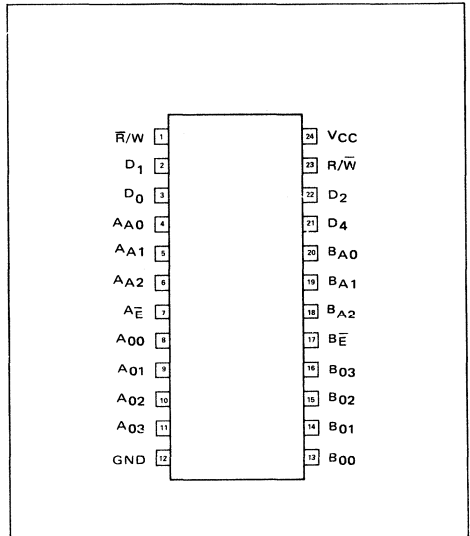 R̅/W 1
D1 2
D0 3
AA0 4
AA1 5
AA2 6
AE̅ 7
A00 8
A01 9
A02 10
A03 11
GND 12
24 VCC
23 R/W̅
22 D2
21 D4
20 BA0
19 BA1
18 BA2
17 BE̅
16 B03
15 B02
14 B01
13 B00